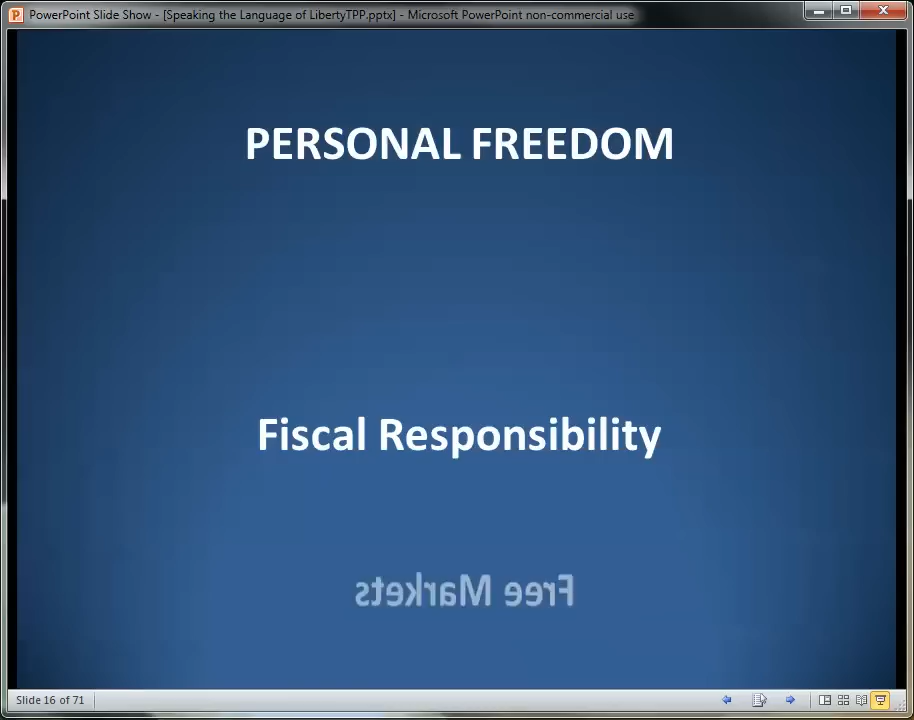 PowerPoint Slide Show - [Speaking the Language of LibertyTPP.pptx] - Microsoft PowerPoint non-commercial use
PERSONAL FREEDOM
Fiscal Responsibility
Free Markets
Slide 16 of 71